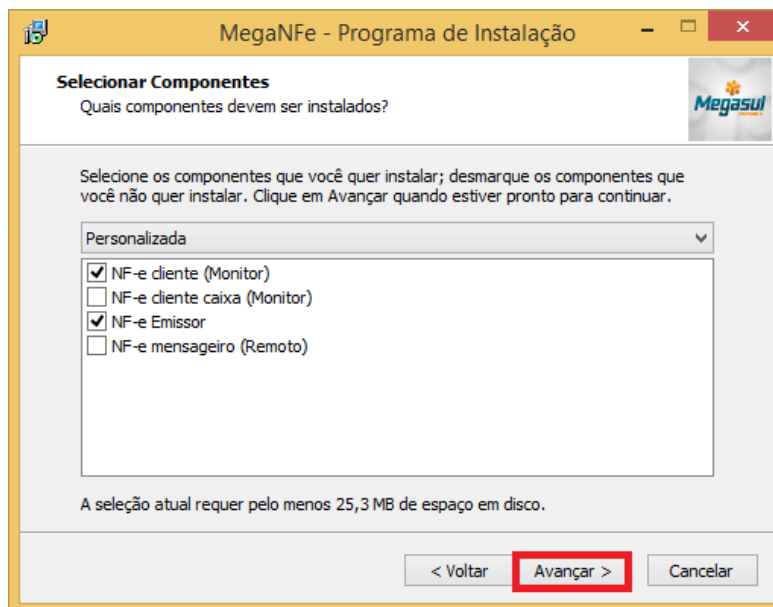 MegaNFe - Programa de Instalação
Selecionar Componentes
Quais componentes devem ser instalados?
Megasul
Selecione os componentes que você quer instalar; desmarque os componentes que
você não quer instalar. Clique em Avançar quando estiver pronto para continuar.
Personalizada
NF-e cliente (Monitor)
NF-e cliente caixa (Monitor)
NF-e Emissor
NF-e mensageiro (Remoto)
A seleção atual requer pelo menos 25,3 MB de espaço em disco.
< Voltar
Avançar >
Cancelar